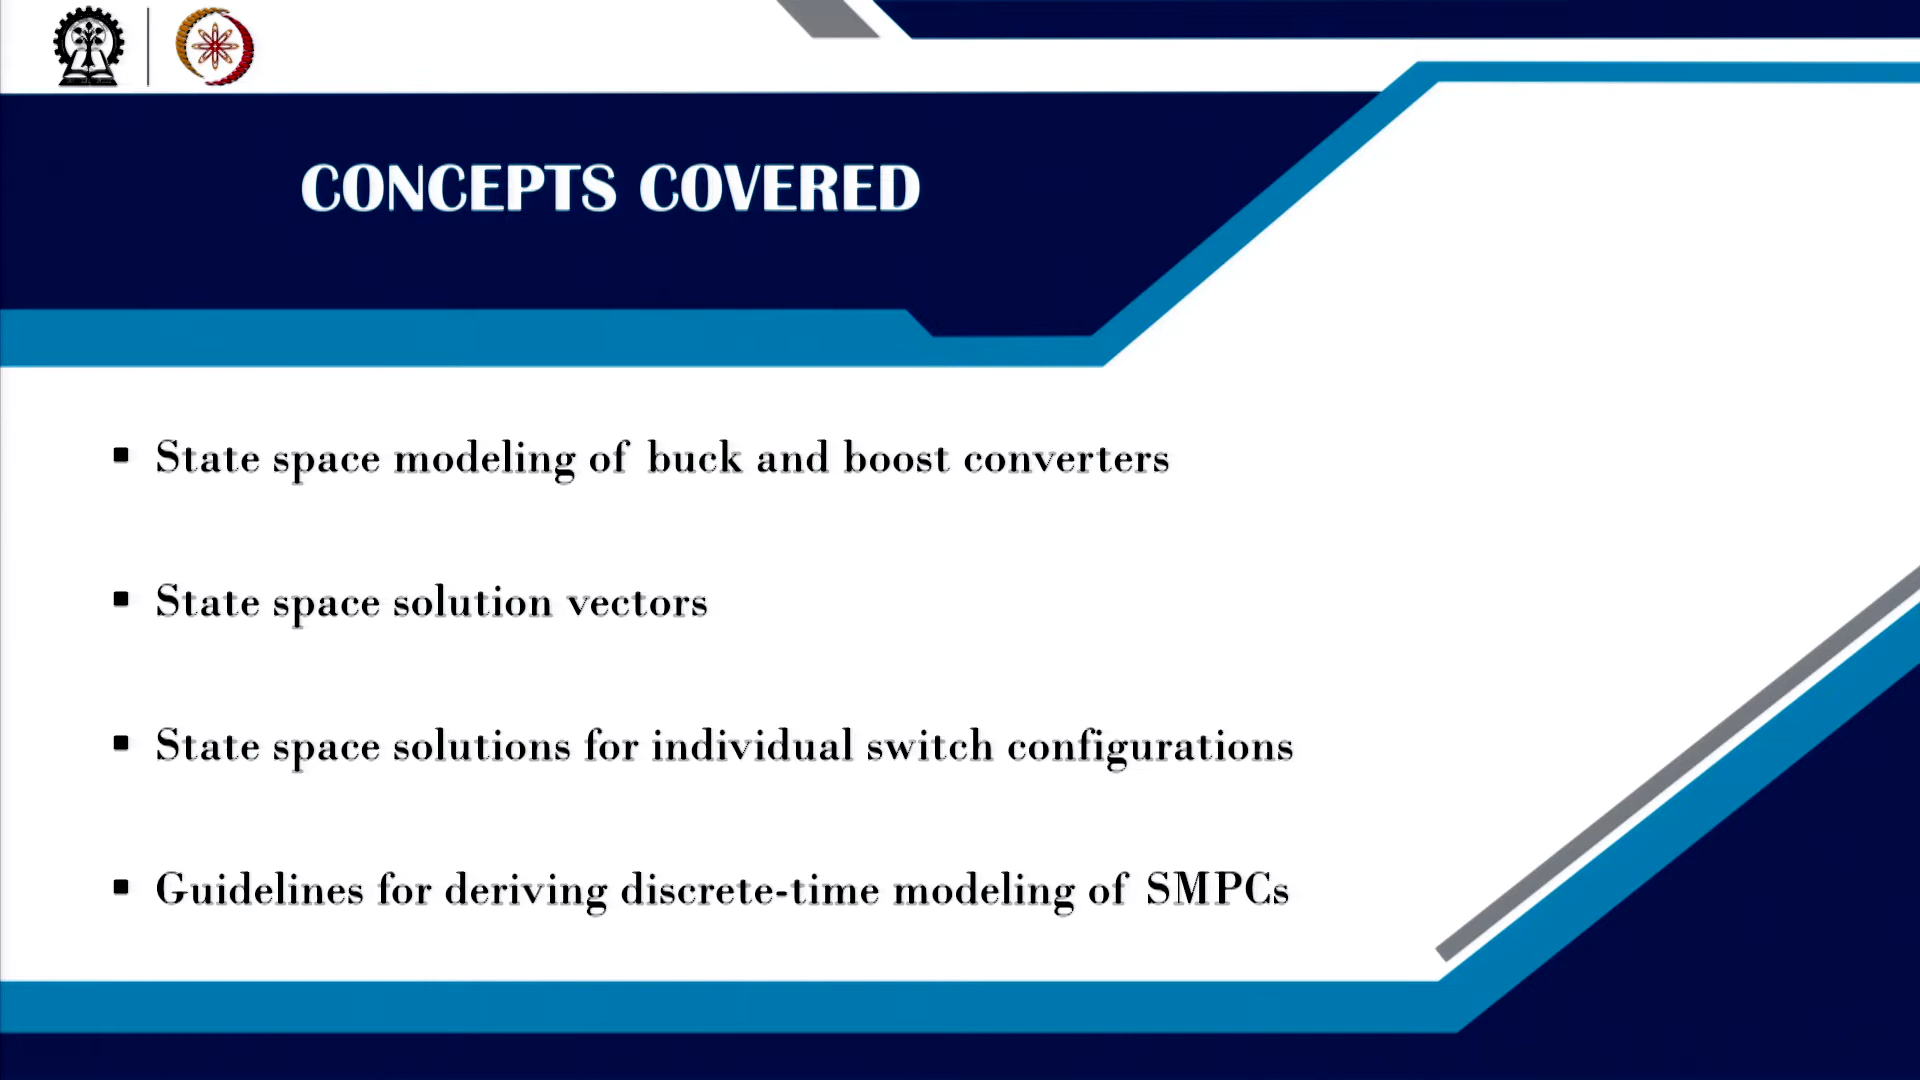 CONCEPTS COVERED
▪ State space modeling of buck and boost converters
▪ State space solution vectors
▪ State space solutions for individual switch configurations
▪ Guidelines for deriving discrete-time modeling of SMPCs